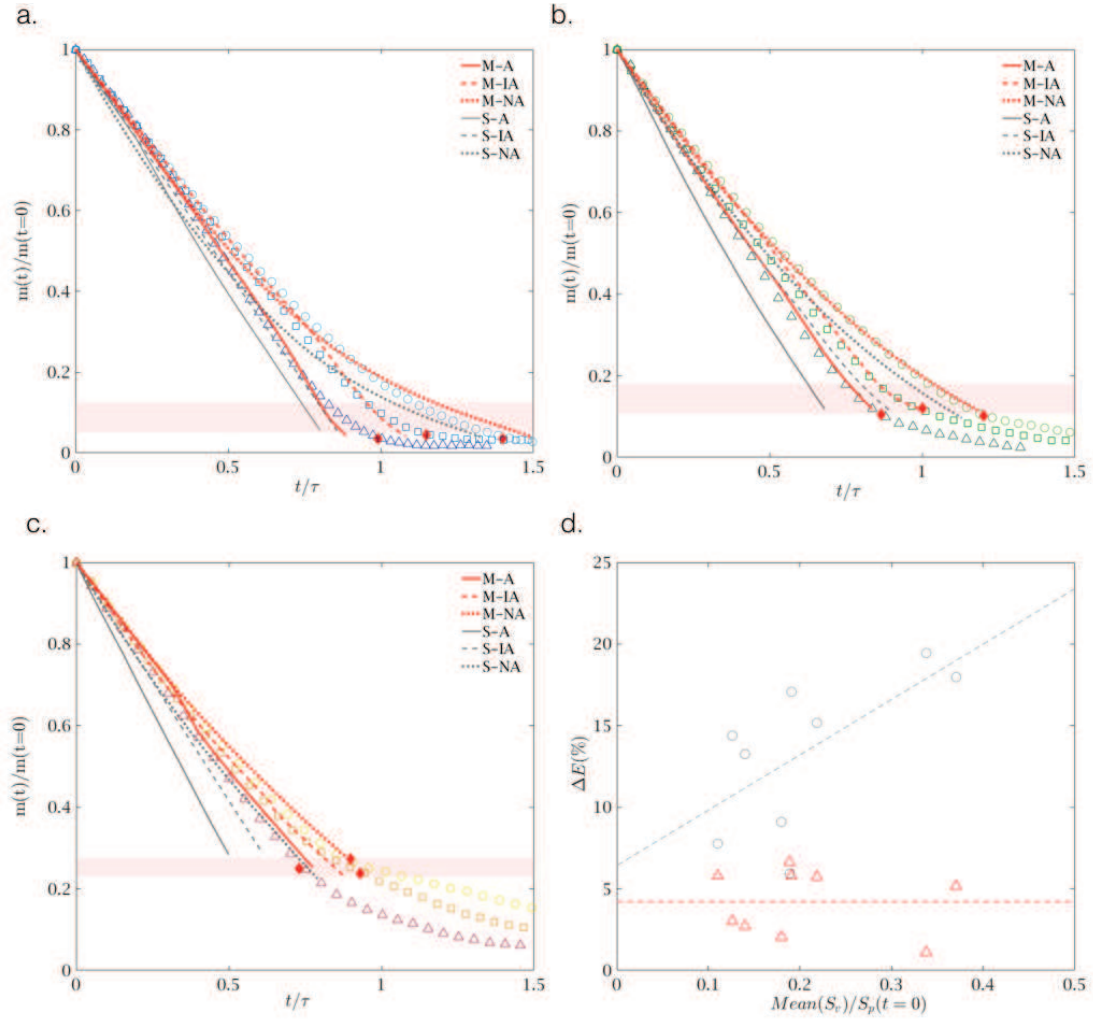 a.
1
0.8
0.6
0.4
0.2
0
0
0.5
1
1.5
m(t)/m(t=0)
t/τ
M-A
M-IA
M-NA
S-A
S-IA
S-NA
b.
1
0.8
0.6
0.4
0.2
0
0
0.5
1
1.5
m(t)/m(t=0)
t/τ
M-A
M-IA
M-NA
S-A
S-IA
S-NA
c.
1
0.8
0.6
0.4
0.2
0
0
0.5
1
1.5
m(t)/m(t=0)
t/τ
M-A
M-IA
M-NA
S-A
S-IA
S-NA
d.
25
20
15
10
5
0
0.1
0.2
0.3
0.4
0.5
ΔE(%)
Mean(Sᵥ)/Sₚ(t = 0)